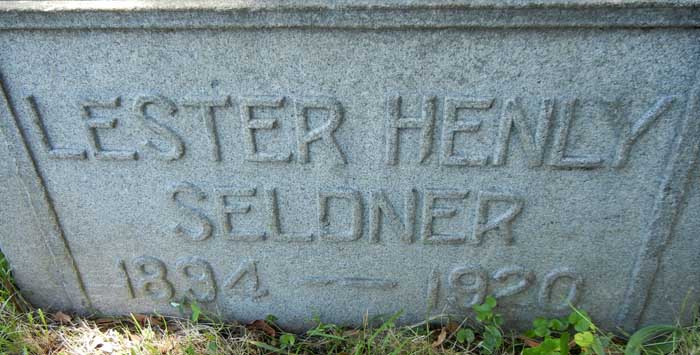 LESTER HENLY
SELDNER
1894 — 1920